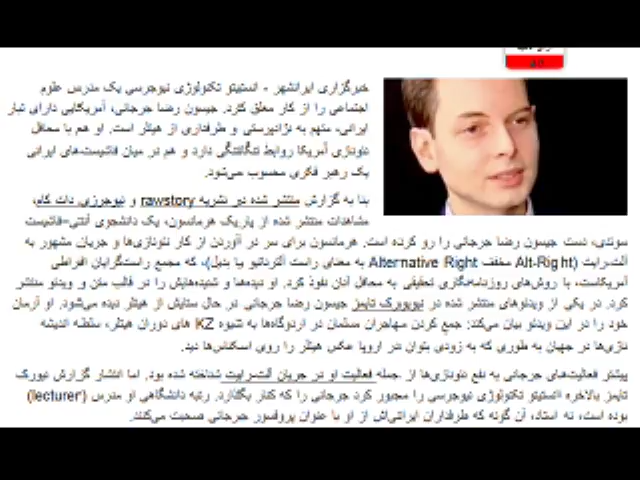 خبرگزاری ایرانشهر - انستیتو تکنولوژی نیوجرسی یک مدرس علوم
اجتماعی را از کار معلق کرد. جیسون رضا جرجانی، آمریکایی دارای تبار
ایرانی، متهم به نژادپرستی و طرفداری از هیتلر است. او هم با محافل
نئونازی آمریکا روابط تنگاتنگی دارد و هم در میان فاشیست‌های ایرانی
یک رهبر فکری محسوب می‌شود.
بنا به گزارش منتشر شده در نشریه rawstory و نیوجرزی دات کام،
مشاهدات منتشر شده از پاریک هرمانسون، یک دانشجوی آنتی-فاشیست
سوئدی، دست جیسون رضا جرجانی را رو کرده است. هرمانسون برای سر در آوردن از کار نئونازی‌ها و جریان مشهور به
آلت‌رایت (Alt-Right مخفف Alternative Right به معنای راست آلترناتیو یا بدیل)، که مجمع راست‌گرایان افراطی
آمریکاست، با روش‌های روزنامه‌نگاری تحقیقی به محافل آنان نفوذ کرد. او دیده‌ها و شنیده‌هایش را در قالب متن و ویدئو منتشر
کرد. در یکی از ویدئوهای منتشر شده در نیویورک تایمز جیسون رضا جرجانی در حال ستایش از هیتلر دیده می‌شود. او آرمان
خود را در این ویدئو بیان می‌کند: جمع کردن مهاجران مسلمان در اردوگاه‌ها به شیوه KZ های دوران هیتلر، سلطه اندیشه
نازی‌ها در جهان به طوری که به زودی بتوان در اروپا عکس هیتلر را روی اسکناس‌ها دید.
پیشتر فعالیت‌های جرجانی به نفع نئونازی‌ها از جمله فعالیت او در جریان آلت‌رایت شناخته شده بود. اما انتشار گزارش نیورک
تایمز بالاخره انستیتو تکنولوژی نیوجرسی را مجبور کرد جرجانی را که کنار بگذارد. رتبه دانشگاهی او مدرس (lecturer)
بوده است، نه استاد، آن گونه که طرفداران ایرانی‌اش از او با عنوان پروفسور جرجانی صحبت می‌کنند.